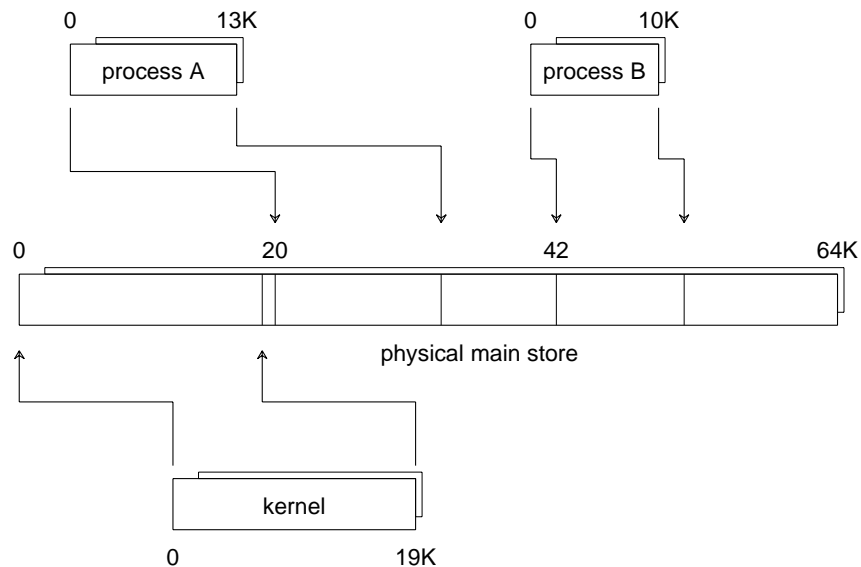 0 13K 0 10K
process A process B
0 20 42 64K
physical main store
kernel
0 19K